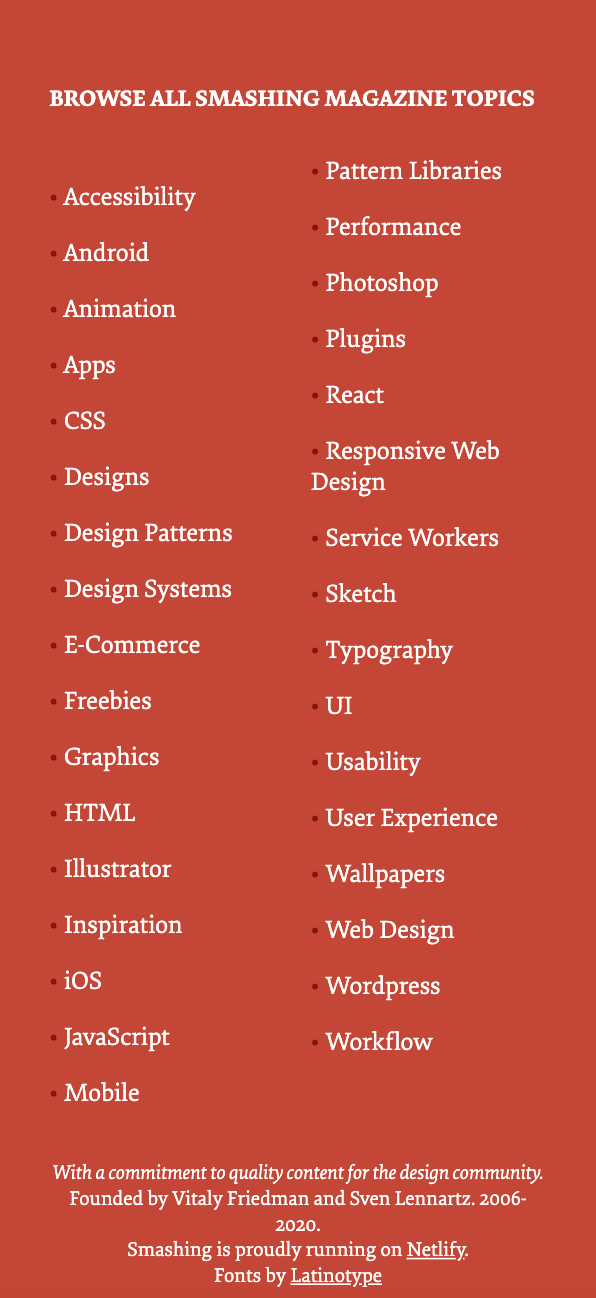 BROWSE ALL SMASHING MAGAZINE TOPICS
• Accessibility
• Android
• Animation
• Apps
• CSS
• Designs
• Design Patterns
• Design Systems
• E-Commerce
• Freebies
• Graphics
• HTML
• Illustrator
• Inspiration
• iOS
• JavaScript
• Mobile
• Pattern Libraries
• Performance
• Photoshop
• Plugins
• React
• Responsive Web
Design
• Service Workers
• Sketch
• Typography
• UI
• Usability
• User Experience
• Wallpapers
• Web Design
• Wordpress
• Workflow
With a commitment to quality content for the design community.
Founded by Vitaly Friedman and Sven Lennartz. 2006-
2020.
Smashing is proudly running on Netlify.
Fonts by Latinotype